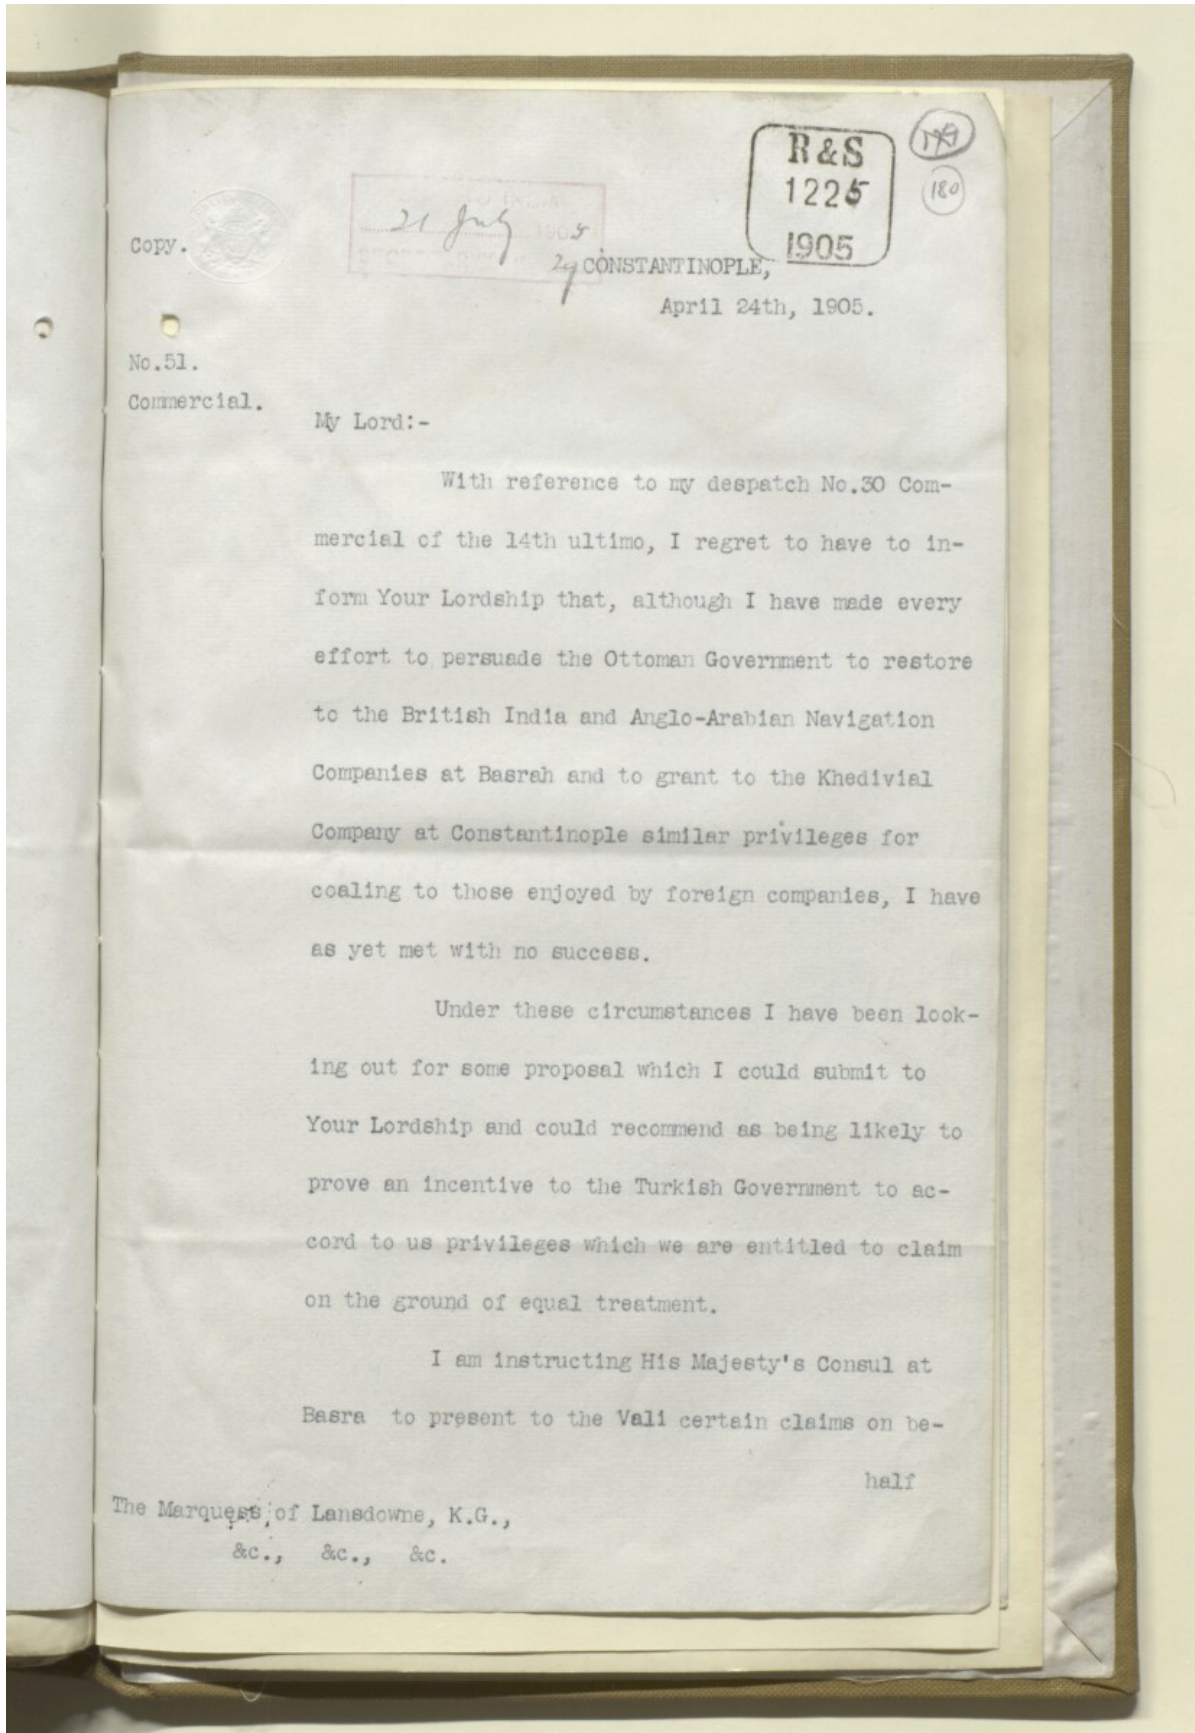 R&S
1225
1905
180
21 July 1905
Copy.
CONSTANTINOPLE,
April 24th, 1905.
No.51.
Commercial.
My Lord:-
With reference to my despatch No.30 Com-
mercial of the 14th ultimo, I regret to have to in-
form Your Lordship that, although I have made every
effort to persuade the Ottoman Government to restore
to the British India and Anglo-Arabian Navigation
Companies at Basrah and to grant to the Khedivial
Company at Constantinople similar privileges for
coaling to those enjoyed by foreign companies, I have
as yet met with no success.
Under these circumstances I have been look-
ing out for some proposal which I could submit to
Your Lordship and could recommend as being likely to
prove an incentive to the Turkish Government to ac-
cord to us privileges which we are entitled to claim
on the ground of equal treatment.
I am instructing His Majesty's Consul at
Basra to present to the Vali certain claims on be-
half
The Marquess of Lansdowne, K.G.,
&c., &c., &c.